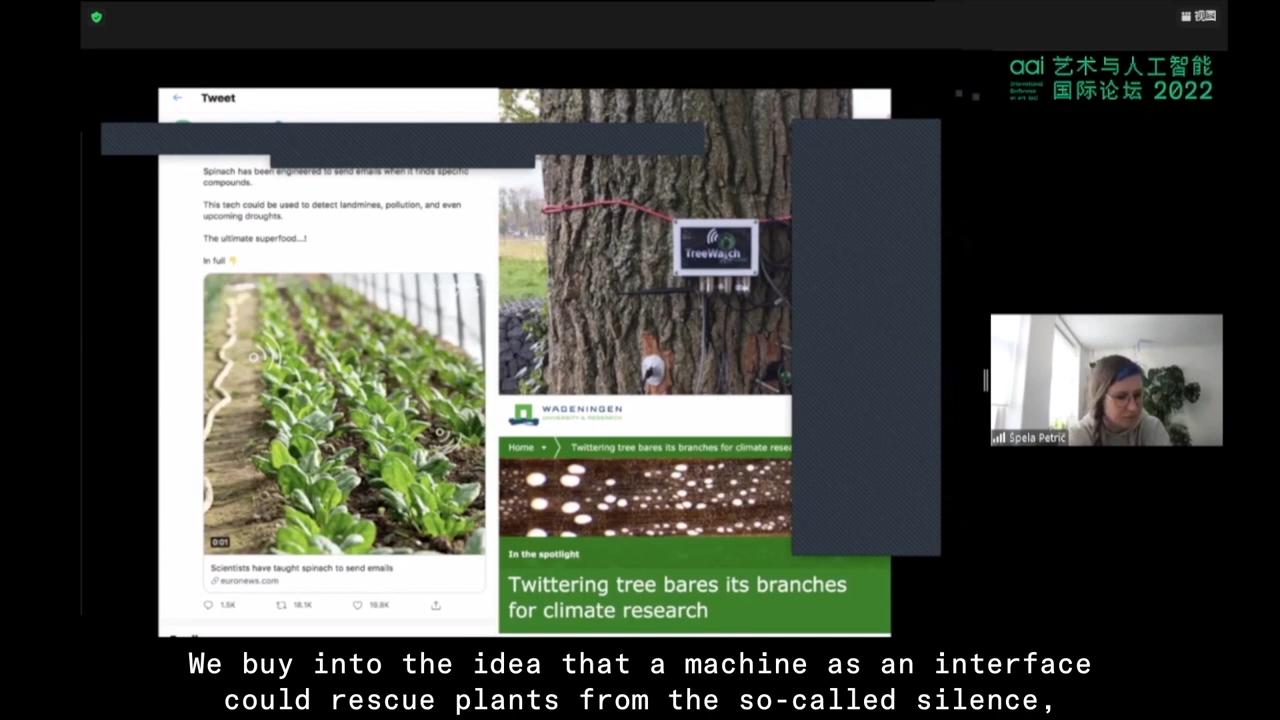 视图
aai 艺术与人工智能
国际论坛 2022
Tweet
Spinach has been engineered to send emails when it finds specific
compounds.
This tech could be used to detect landmines, pollution, and even
upcoming droughts.
The ultimate superfood...!
In full
0:01
Scientists have taught spinach to send emails
euronews.com
1.5K 18.1K 19.8K
TreeWatch
WAGENINGEN
UNIVERSITY & RESEARCH
Home Twittering tree bares its branches for climate resea
In the spotlight
Twittering tree bares its branches
for climate research
Špela Petrič
We buy into the idea that a machine as an interface
could rescue plants from the so-called silence,